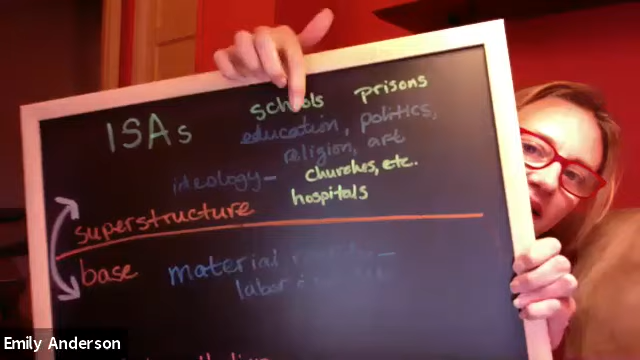 ISAs
schools prisons
education, politics,
religion, art
ideology— churches, etc.
hospitals
superstructure
base material
labor
Emily Anderson